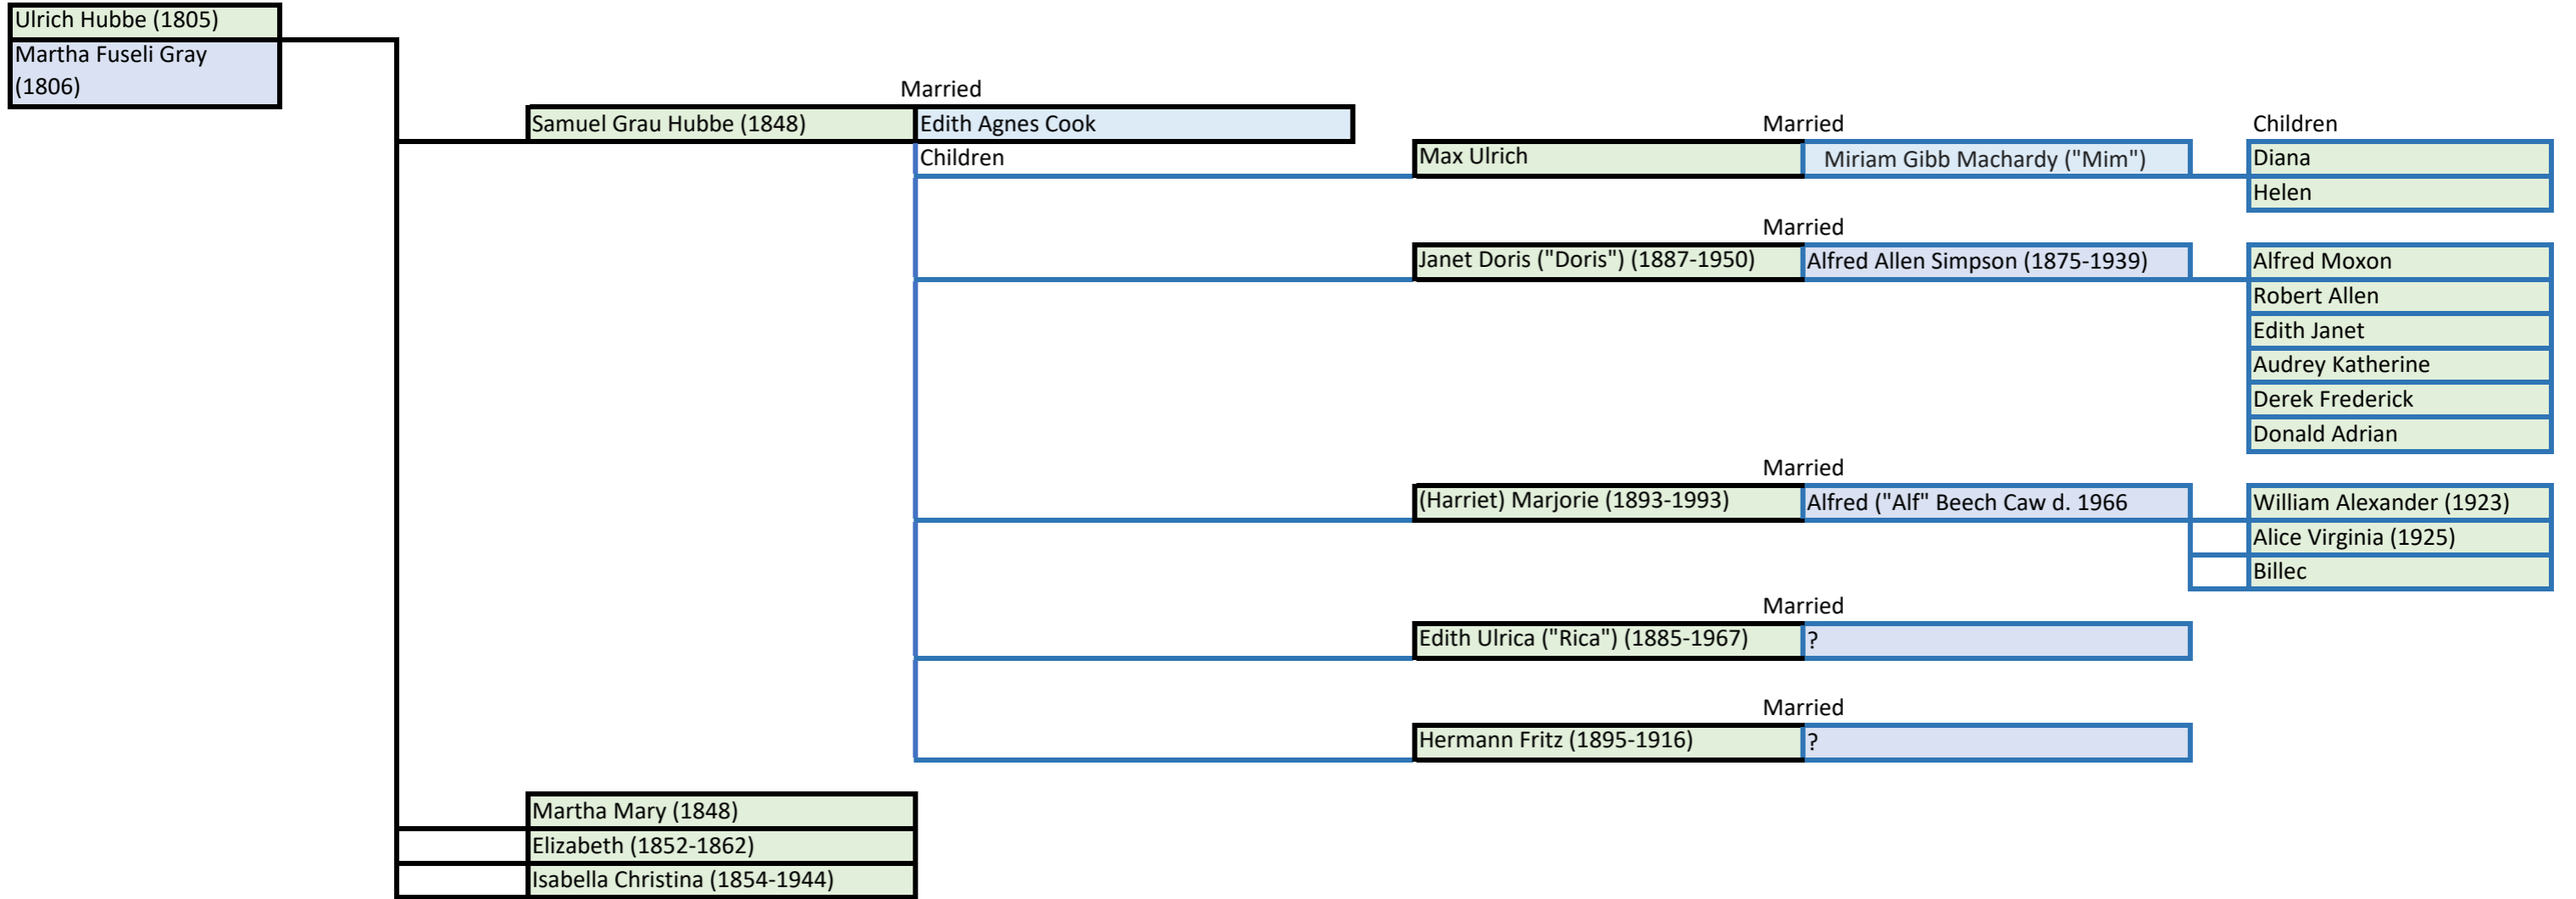 Ulrich Hubbe (1805)
Martha Fuseli Gray
(1806)
Married
Samuel Grau Hubbe (1848)
Edith Agnes Cook
Children
Married
Children
Max Ulrich
Miriam Gibb Machardy ("Mim")
Diana
Helen
Married
Janet Doris ("Doris") (1887-1950)
Alfred Allen Simpson (1875-1939)
Alfred Moxon
Robert Allen
Edith Janet
Audrey Katherine
Derek Frederick
Donald Adrian
Married
(Harriet) Marjorie (1893-1993)
Alfred ("Alf" Beech Caw d. 1966
William Alexander (1923)
Alice Virginia (1925)
Billec
Married
Edith Ulrica ("Rica") (1885-1967)
?
Married
Hermann Fritz (1895-1916)
?
Martha Mary (1848)
Elizabeth (1852-1862)
Isabella Christina (1854-1944)